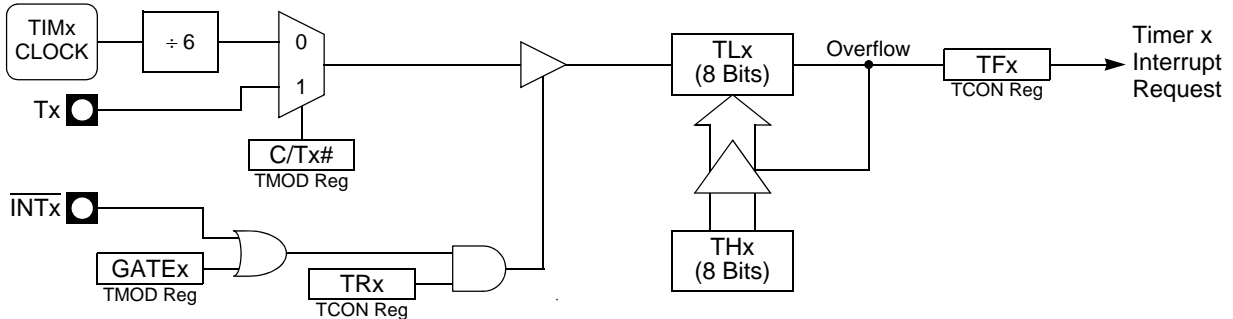 TIMx
CLOCK
÷ 6
0
1
Tx
C/Tx#
TMOD Reg
INTx
GATEx
TMOD Reg
TRx
TCON Reg
TLx
(8 Bits)
THx
(8 Bits)
Overflow
TFx
TCON Reg
Timer x
Interrupt
Request